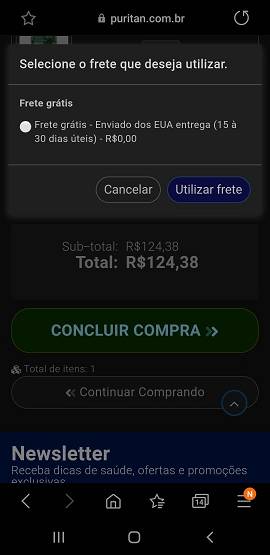 puritan.com.br
Selecione o frete que deseja utilizar.
Frete grátis
Frete grátis - Enviado dos EUA entrega (15 à
30 dias úteis) - R$0,00
Cancelar
Utilizar frete
Sub-total: R$124,38
Total: R$124,38
CONCLUIR COMPRA »
Total de itens: 1
« Continuar Comprando
Newsletter
Receba dicas de saúde, ofertas e promoções
exclusivas
14
N